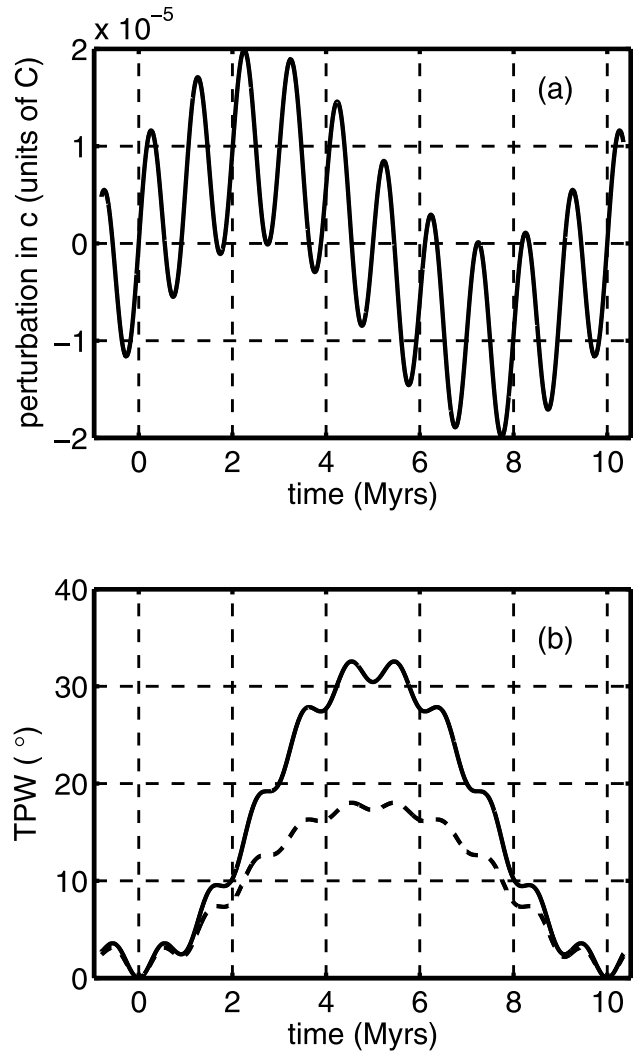 x 10⁻⁵
2
1
0
−1
−2
perturbation in c (units of C)
(a)
0 2 4 6 8 10
time (Myrs)
40
30
20
10
0
TPW ( °)
(b)
0 2 4 6 8 10
time (Myrs)